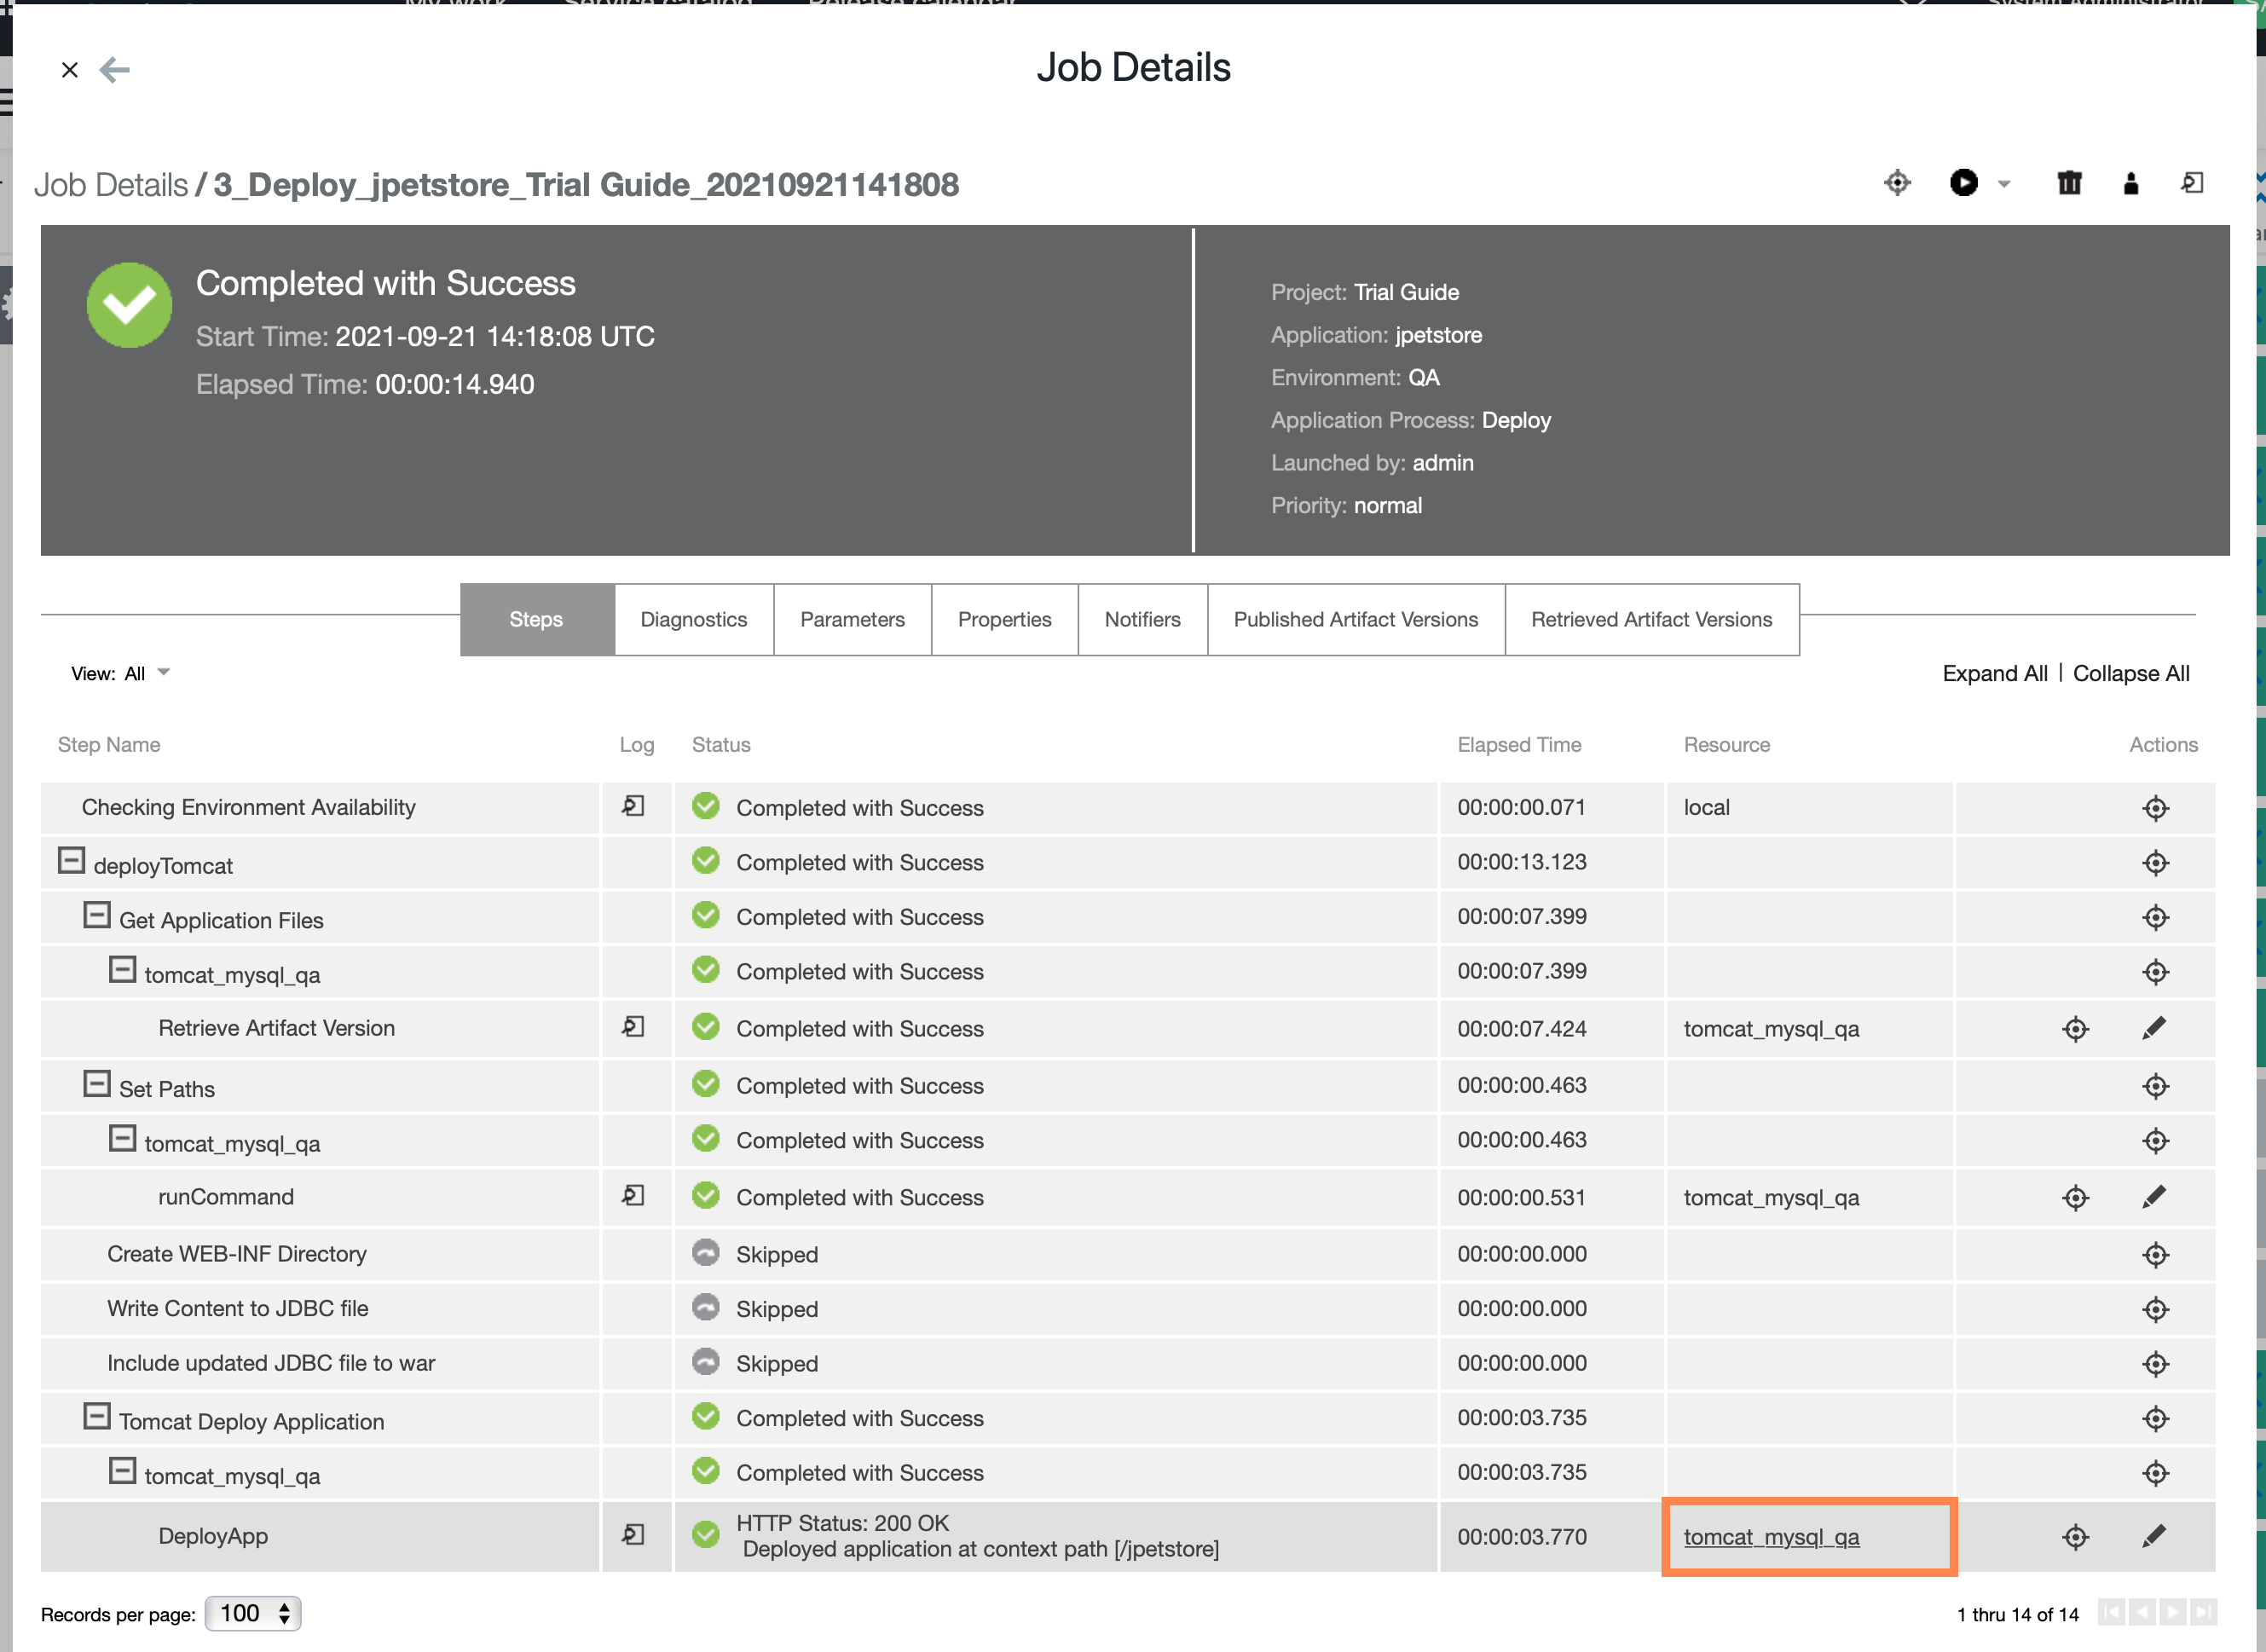 My Work Service catalog Release calendar System Administrator
Job Details
Job Details / 3_Deploy_jpetstore_Trial Guide_20210921141808
Completed with Success
Start Time: 2021-09-21 14:18:08 UTC
Elapsed Time: 00:00:14.940
Project: Trial Guide
Application: jpetstore
Environment: QA
Application Process: Deploy
Launched by: admin
Priority: normal
Steps Diagnostics Parameters Properties Notifiers Published Artifact Versions Retrieved Artifact Versions
View: All Expand All | Collapse All
Step Name Log Status Elapsed Time Resource Actions
Checking Environment Availability Completed with Success 00:00:00.071 local
deployTomcat Completed with Success 00:00:13.123
Get Application Files Completed with Success 00:00:07.399
tomcat_mysql_qa Completed with Success 00:00:07.399
Retrieve Artifact Version Completed with Success 00:00:07.424 tomcat_mysql_qa
Set Paths Completed with Success 00:00:00.463
tomcat_mysql_qa Completed with Success 00:00:00.463
runCommand Completed with Success 00:00:00.531 tomcat_mysql_qa
Create WEB-INF Directory Skipped 00:00:00.000
Write Content to JDBC file Skipped 00:00:00.000
Include updated JDBC file to war Skipped 00:00:00.000
Tomcat Deploy Application Completed with Success 00:00:03.735
tomcat_mysql_qa Completed with Success 00:00:03.735
DeployApp HTTP Status: 200 OK 00:00:03.770 tomcat_mysql_qa
Deployed application at context path [/jpetstore]
Records per page: 100 1 thru 14 of 14